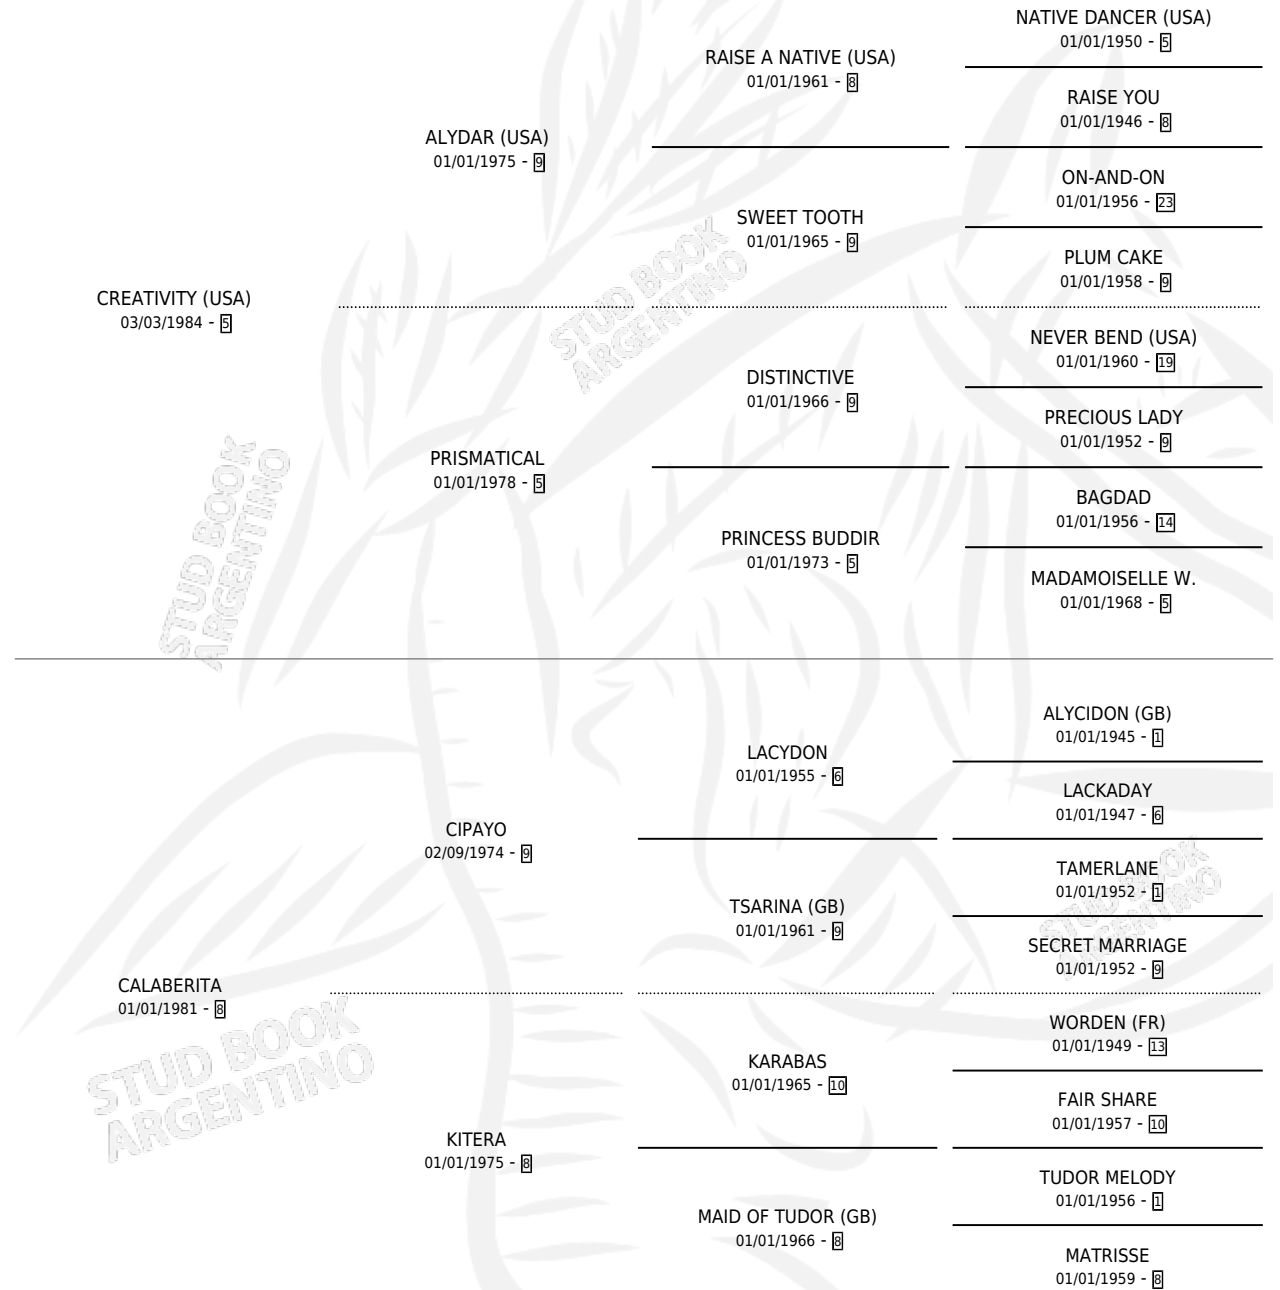 NATIVE DANCER (USA)
01/01/1950 - 5
RAISE A NATIVE (USA)
01/01/1961 - 8
RAISE YOU
01/01/1946 - 8
ALYDAR (USA)
01/01/1975 - 9
ON-AND-ON
01/01/1956 - 23
SWEET TOOTH
01/01/1965 - 9
PLUM CAKE
01/01/1958 - 9
CREATIVITY (USA)
03/03/1984 - 5
NEVER BEND (USA)
01/01/1960 - 19
DISTINCTIVE
01/01/1966 - 9
PRECIOUS LADY
01/01/1952 - 9
PRISMATICAL
01/01/1978 - 5
BAGDAD
01/01/1956 - 14
PRINCESS BUDDIR
01/01/1973 - 5
MADAMOISELLE W.
01/01/1968 - 5
ALYCIDON (GB)
01/01/1945 - 1
LACYDON
01/01/1955 - 6
LACKADAY
01/01/1947 - 6
CIPAYO
02/09/1974 - 9
TAMERLANE
01/01/1952 - 1
TSARINA (GB)
01/01/1961 - 9
SECRET MARRIAGE
01/01/1952 - 9
CALABERITA
01/01/1981 - 8
WORDEN (FR)
01/01/1949 - 13
KARABAS
01/01/1965 - 10
FAIR SHARE
01/01/1957 - 10
KITERA
01/01/1975 - 8
TUDOR MELODY
01/01/1956 - 1
MAID OF TUDOR (GB)
01/01/1966 - 8
MATRISSE
01/01/1959 - 8
STUD BOOK
ARGENTINO
STUD BOOK
ARGENTINO
STUD BOOK
ARGENTINO
STUD BOOK
ARGENTINO